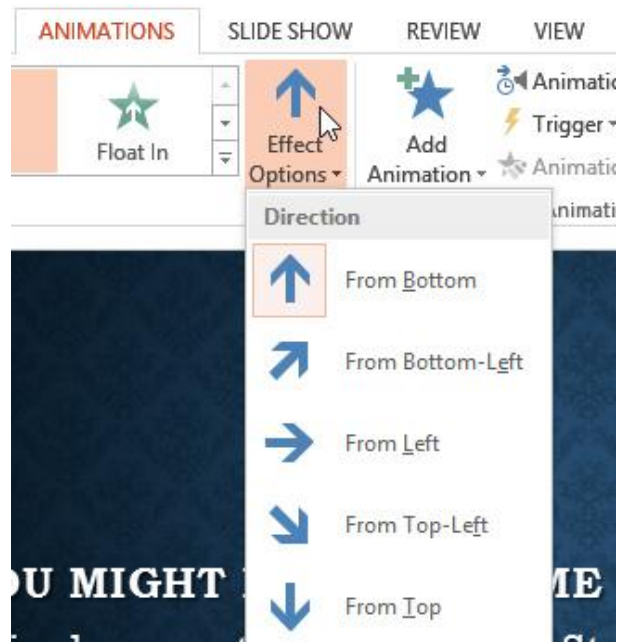 ANIMATIONS SLIDE SHOW REVIEW VIEW
Float In
Effect
Options
Add
Animation
Trigger
Direction
From Bottom
From Bottom-Left
From Left
From Top-Left
From Top
MIGHT